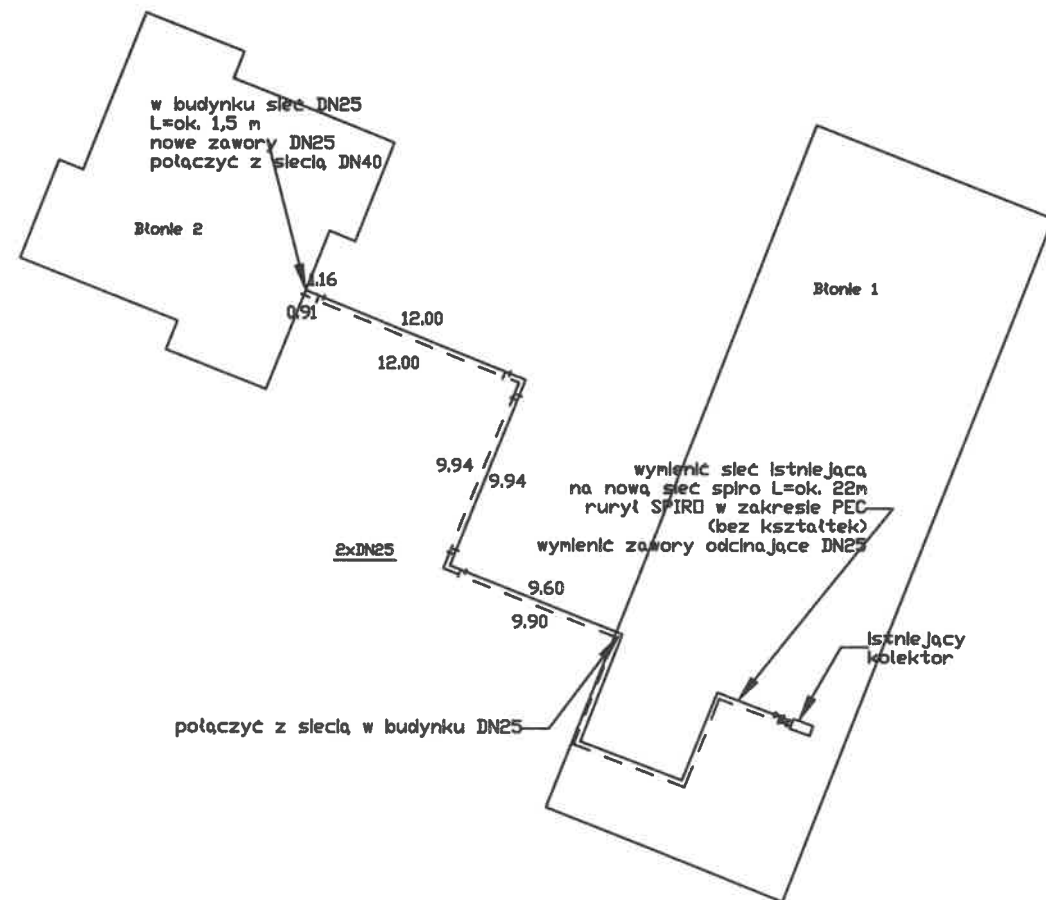 w budynku sieć DN25
L=ok. 1,5 m
nowe zawory DN25
połączyć z siecią DN40
Błonie 2
1.16
0.91
12.00
12.00
Błonie 1
9.94
9.94
wymienić sieć istniejąca
na nową sieć spiro L=ok. 22m
rurył SPIRO w zakresie PEC
(bez kształtek)
wymienić zawory odcinające DN25
2xDN25
9.60
9.90
istniejący
kolektor
połączyć z siecią w budynku DN25